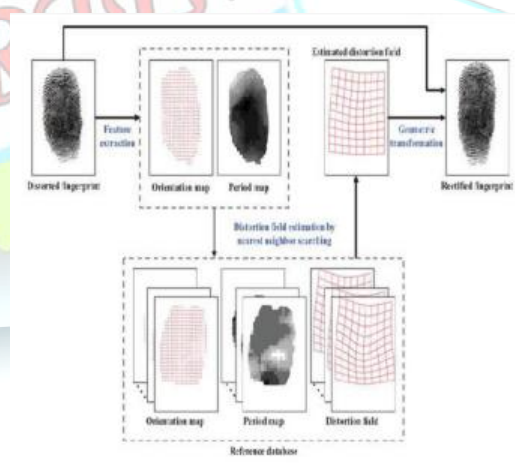 Estimated distortion field
Feature
extraction
Geometric
transformation
Distorted fingerprint
Orientation map
Period map
Rectified fingerprint
Distortion field estimation by
nearest neighbor searching
Orientation map
Period map
Distortion field
Reference database